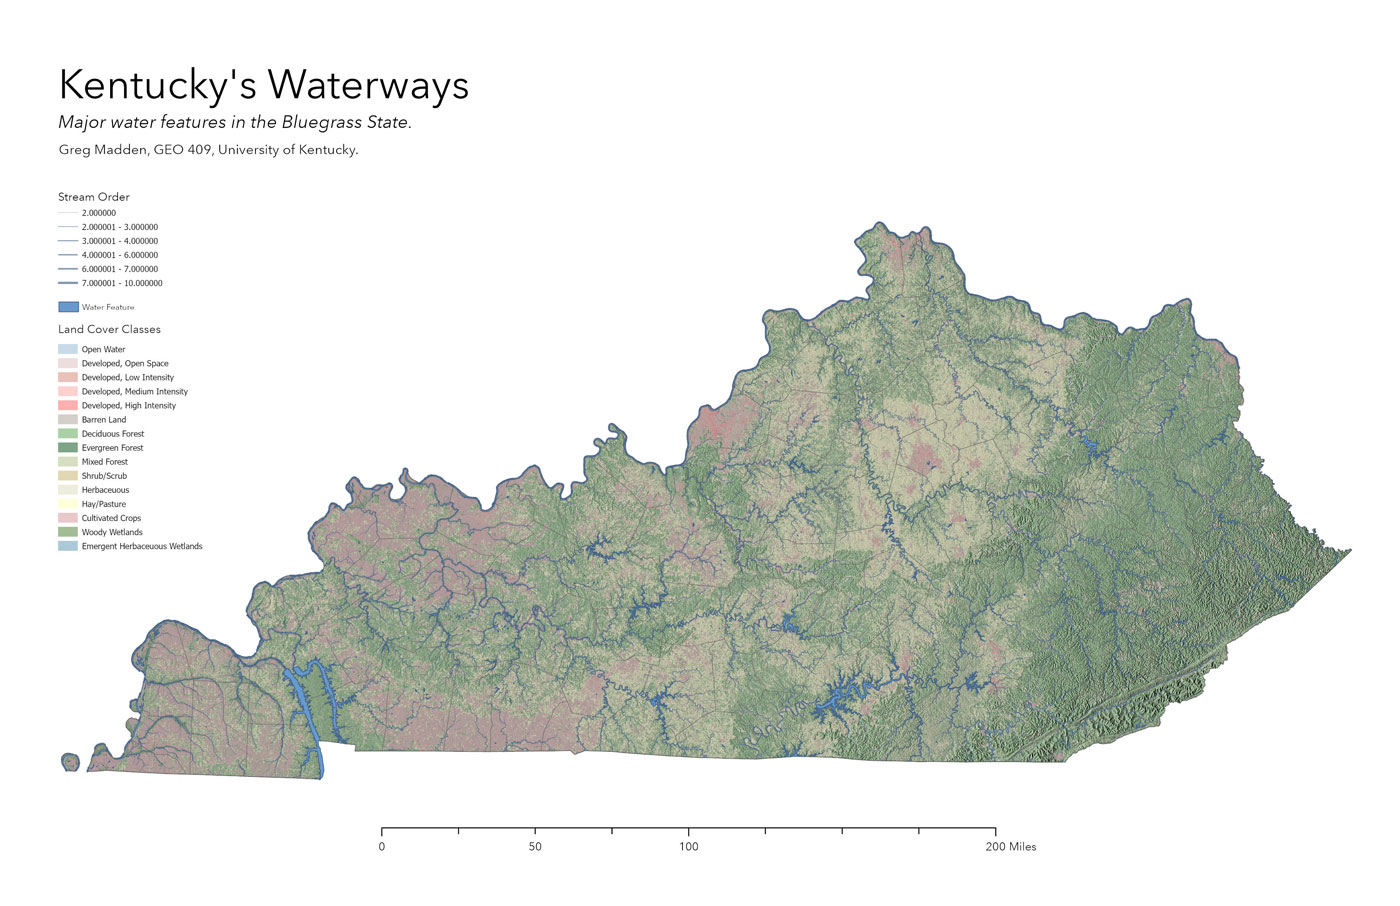 Kentucky's Waterways
Major water features in the Bluegrass State.
Greg Madden, GEO 409, University of Kentucky.
Stream Order
2.000000
2.000001 - 3.000000
3.000001 - 4.000000
4.000001 - 6.000000
6.000001 - 7.000000
7.000001 - 10.000000
Water Feature
Land Cover Classes
Open Water
Developed, Open Space
Developed, Low Intensity
Developed, Medium Intensity
Developed, High Intensity
Barren Land
Deciduous Forest
Evergreen Forest
Mixed Forest
Shrub/Scrub
Herbaceuous
Hay/Pasture
Cultivated Crops
Woody Wetlands
Emergent Herbaceuous Wetlands
0 50 100 200 Miles